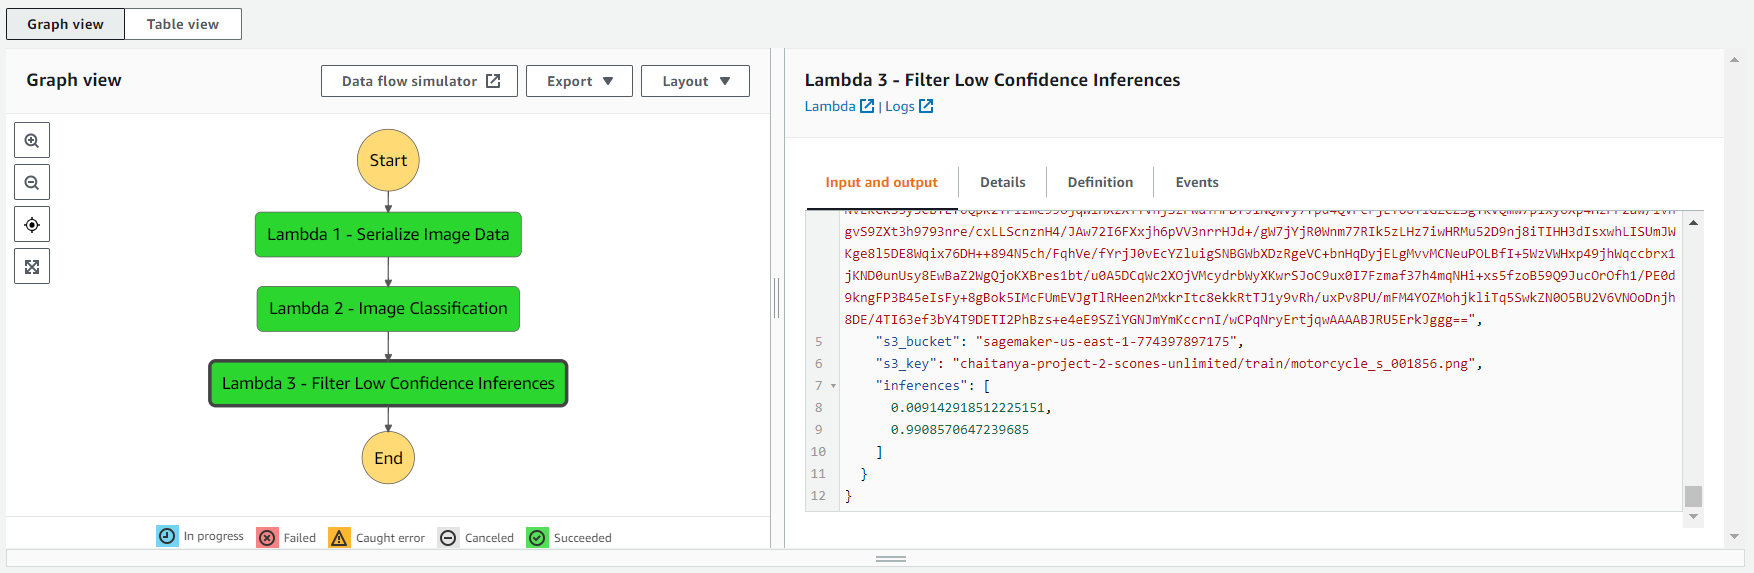 Graph view
Table view
Graph view
Data flow simulator
Export
Layout
Start
Lambda 1 - Serialize Image Data
Lambda 2 - Image Classification
Lambda 3 - Filter Low Confidence Inferences
End
In progress
Failed
Caught error
Canceled
Succeeded
Lambda 3 - Filter Low Confidence Inferences
Lambda | Logs
Input and output
Details
Definition
Events
gvS9ZXt3h9793nre/cxLLScnznH4/JAw72I6FXxjh6pVV3nrrHJd+/gW7jYjR0Wnm77RIk5zLHz7iwHRMu52D9nj8iTIHH3dIsxwhLISUmJW
Kge8l5DE8Wqix76DH++894N5ch/FqhVe/fYrjJ0vEcYZluigSNBGWbXDzRgeVC+bnHqDyjELgMvvMCNeuPOLBfI+5WzVWHxp49jhWqccbrx1
jKND0unUsy8EwBaZ2WgQjoKXBres1bt/u0A5DCqWc2XOjVMcydrbWyXKwrSJoC9ux0I7Fzmaf37h4mqNHi+xs5fzoB59Q9JucOrOfh1/PE0d
9kngFP3B45eIsFy+8gBok5IMcFUmEVJgTlRHeen2MxkrItc8ekkRtTJ1y9vRh/uxPv8PU/mFM4YOZMohjkliTq5SwkZN0O5BU2V6VNOoDnjh
8DE/4TI63ef3bY4T9DETI2PhBzs+e4eE9SZiYGNJmYmKccrnI/wCPqNryErtjqwAAAABJRU5ErkJggg==",
5 "s3_bucket": "sagemaker-us-east-1-774397897175",
6 "s3_key": "chaitanya-project-2-scones-unlimited/train/motorcycle_s_001856.png",
7 "inferences": [
8 0.009142918512225151,
9 0.9908570647239685
10 ]
11 }
12 }